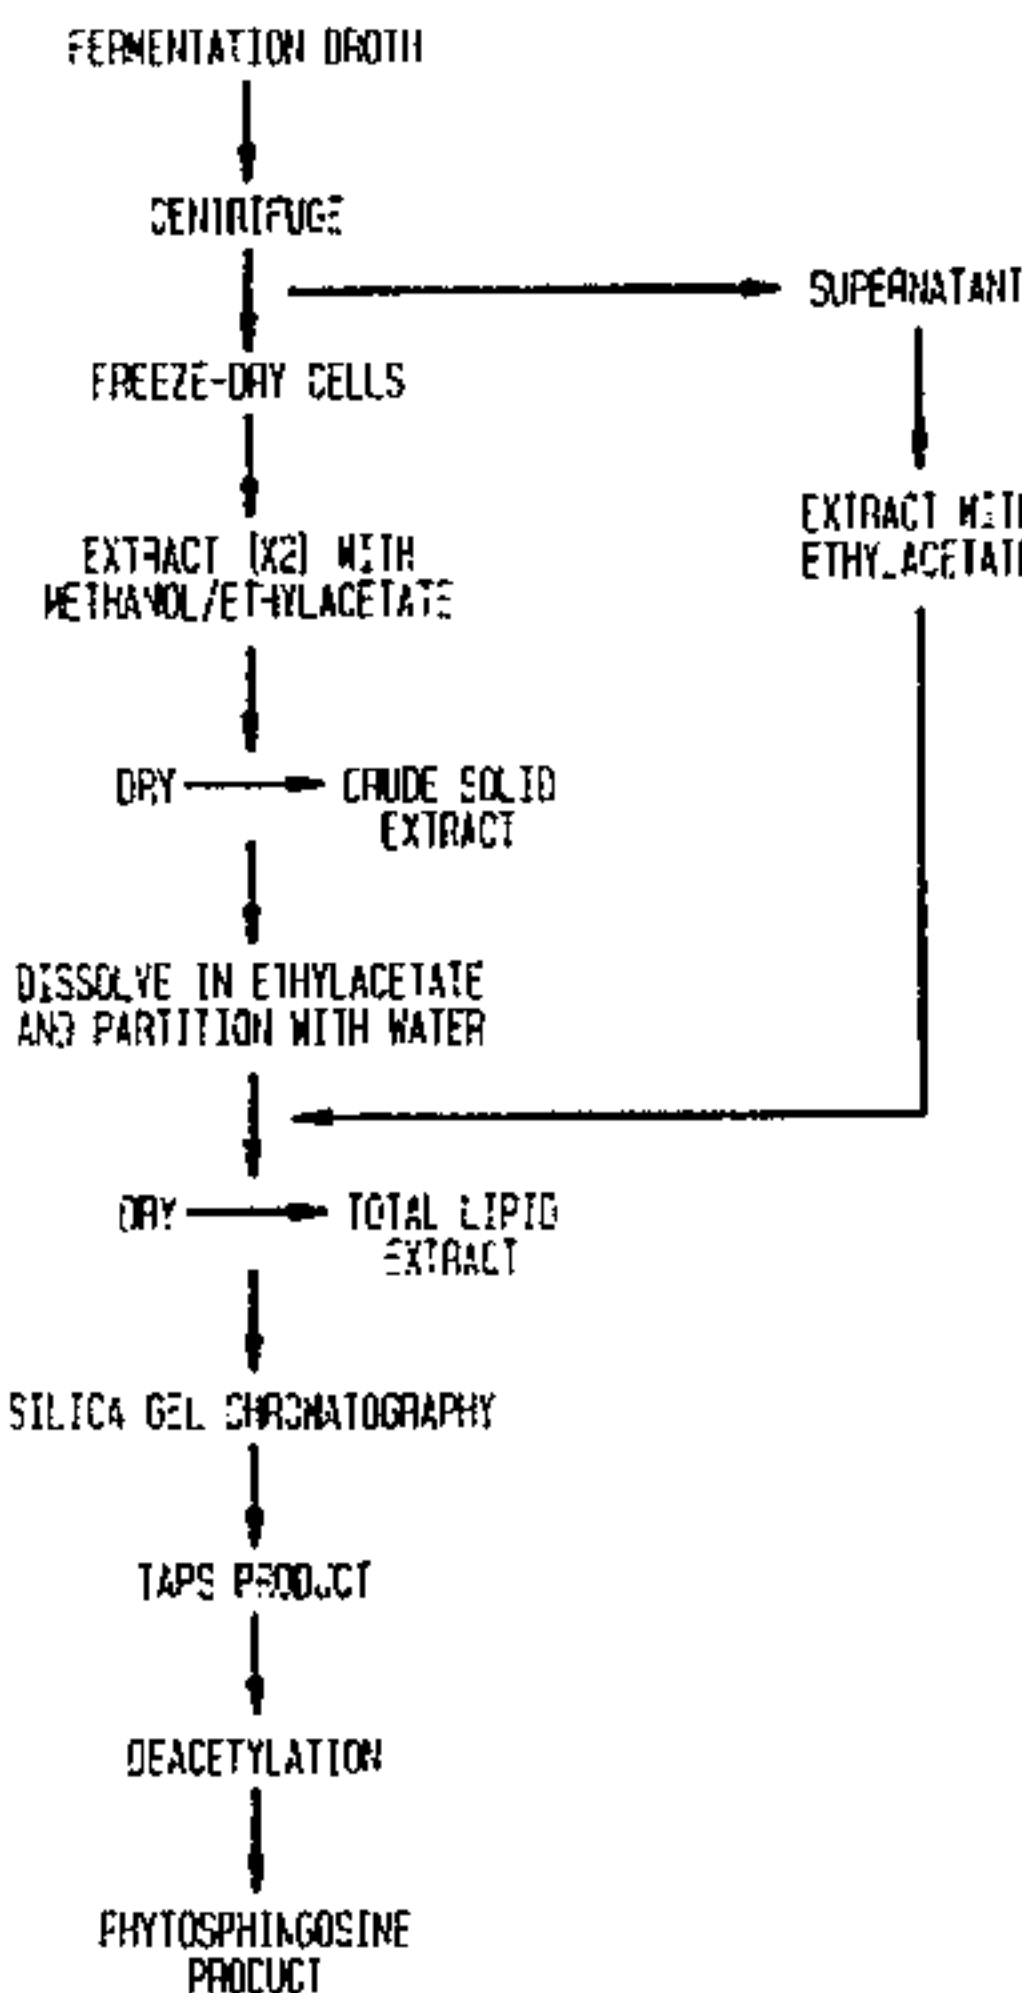 FERMENTATION BROTH
CENTRIFUGE
SUPERNATANT
FREEZE-DRY CELLS
EXTRACT WITH
ETHYLACETATE
EXTRACT (X2) WITH
METHANOL/ETHYLACETATE
DRY
CRUDE SOLID
EXTRACT
DISSOLVE IN ETHYLACETATE
AND PARTITION WITH WATER
DRY
TOTAL LIPID
EXTRACT
SILICA GEL CHROMATOGRAPHY
TAPS PRODUCT
DEACETYLATION
PHYTOSPHINGOSINE
PRODUCT